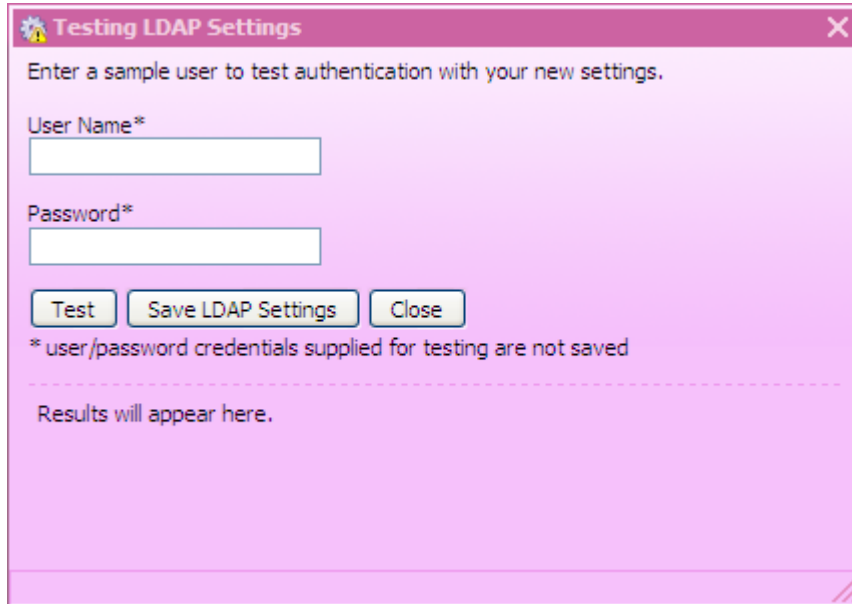 Testing LDAP Settings
Enter a sample user to test authentication with your new settings.
User Name*
Password*
Test Save LDAP Settings Close
* user/password credentials supplied for testing are not saved
Results will appear here.